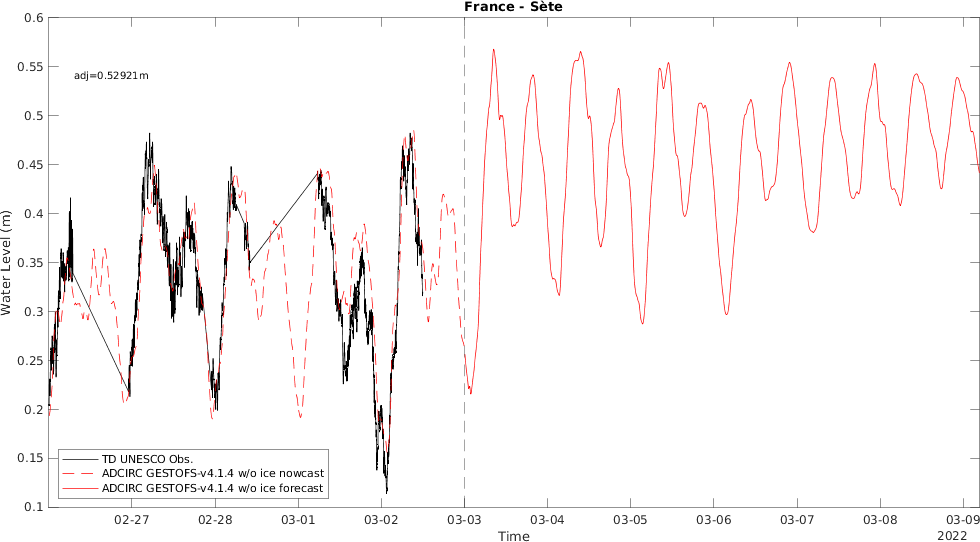 France - Sète
adj=0.52921m
0.6
0.55
0.5
0.45
0.4
0.35
0.3
0.25
0.2
0.15
0.1
Water Level (m)
TD UNESCO Obs.
ADCIRC GESTOFS-v4.1.4 w/o ice nowcast
ADCIRC GESTOFS-v4.1.4 w/o ice forecast
02-27 02-28 03-01 03-02 03-03 03-04 03-05 03-06 03-07 03-08 03-09
Time
2022